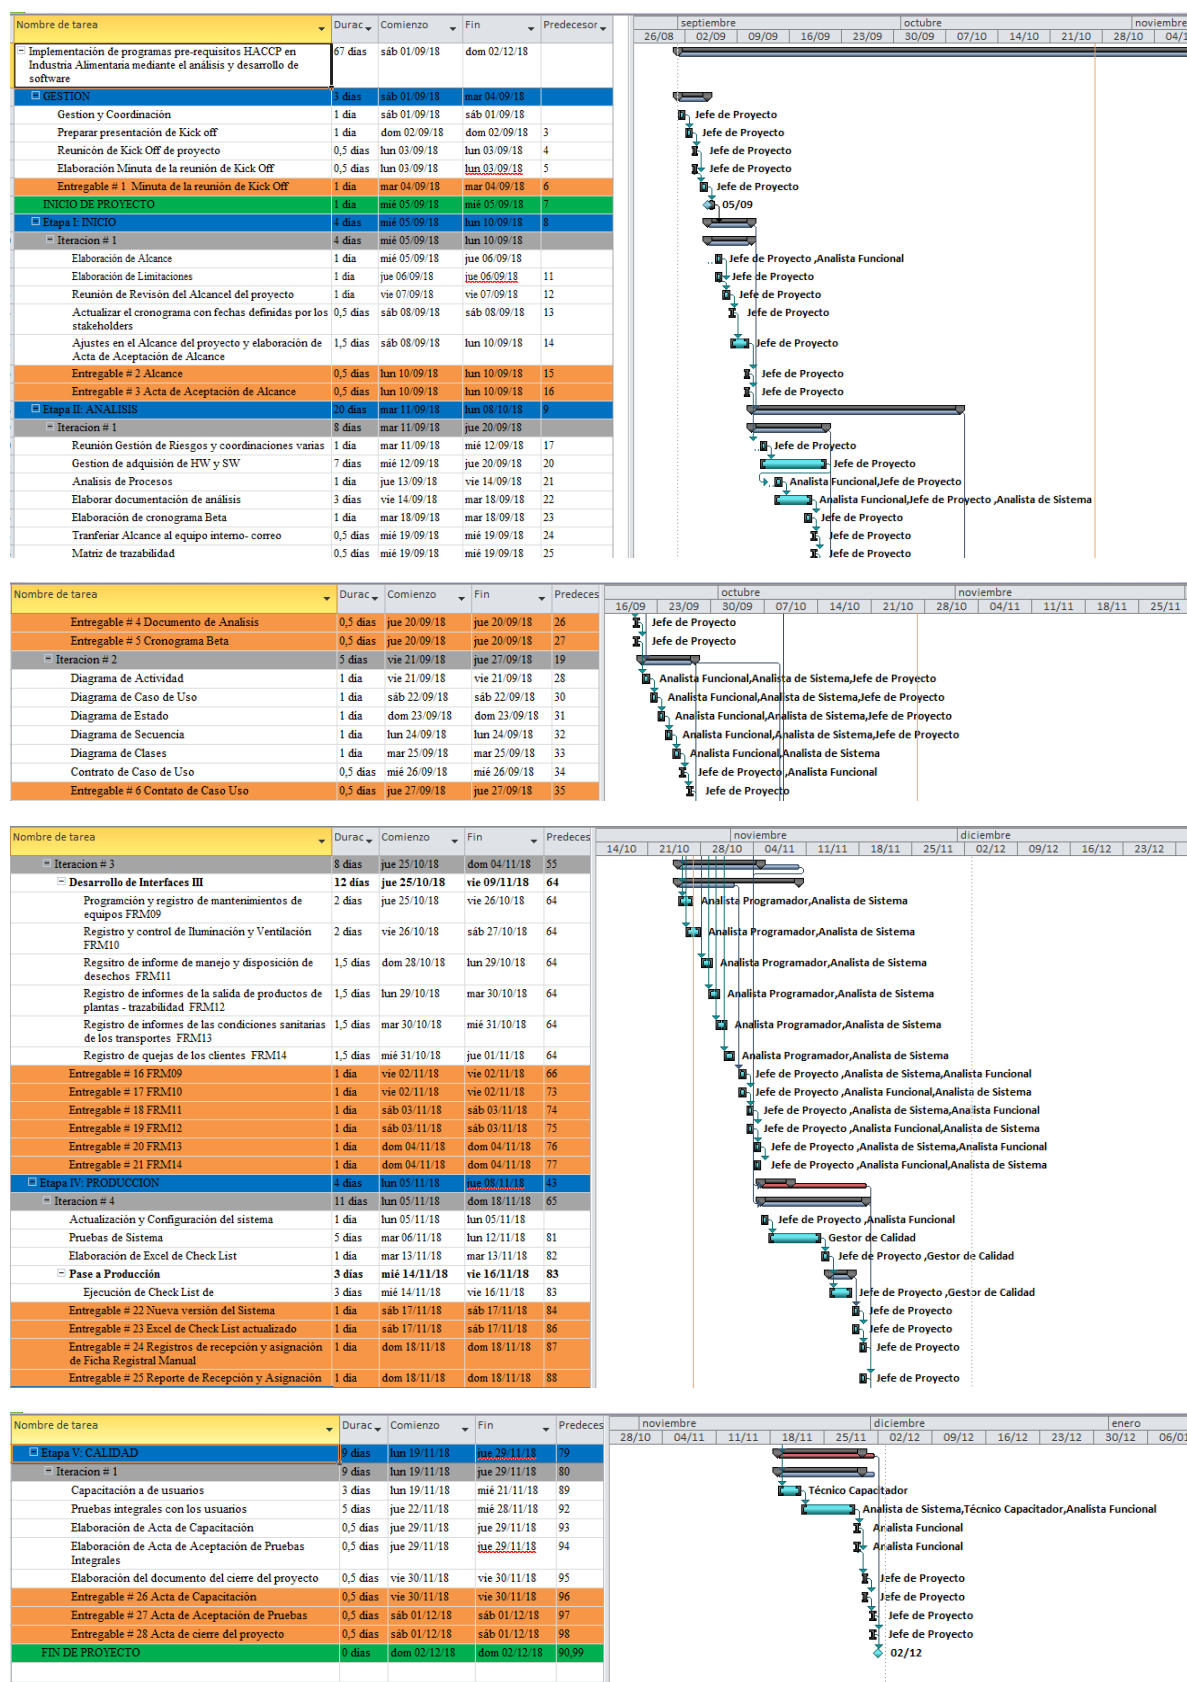 Nombre de tarea Durac Comienzo Fin Predecesor septiembre octubre noviembre
26/08 02/09 09/09 16/09 23/09 30/09 07/10 14/10 21/10 28/10 04/1
Implementación de programas pre-requisitos HACCP en 67 días sáb 01/09/18 dom 02/12/18
Industria Alimentaria mediante el análisis y desarrollo de
software
GESTION 3 días sáb 01/09/18 mar 04/09/18
Gestion y Coordinación 1 día sáb 01/09/18 sáb 01/09/18 Jefe de Proyecto
Preparar presentación de Kick off 1 día dom 02/09/18 dom 02/09/18 3 Jefe de Proyecto
Reunicón de Kick Off de proyecto 0,5 días lun 03/09/18 lun 03/09/18 4 Jefe de Proyecto
Elaboración Minuta de la reunión de Kick Off 0,5 días lun 03/09/18 lun 03/09/18 5 Jefe de Proyecto
Entregable # 1 Minuta de la reunión de Kick Off 1 día mar 04/09/18 mar 04/09/18 6 Jefe de Proyecto
INICIO DE PROYECTO 1 día mié 05/09/18 mié 05/09/18 7 05/09
Etapa I: INICIO 4 días mié 05/09/18 lun 10/09/18 8
Iteracion # 1 4 días mié 05/09/18 lun 10/09/18
Elaboración de Alcance 1 día mié 05/09/18 jue 06/09/18 Jefe de Proyecto ,Analista Funcional
Elaboración de Limitaciones 1 día jue 06/09/18 jue 06/09/18 11 Jefe de Proyecto
Reunión de Revisón del Alcancel del proyecto 1 día vie 07/09/18 vie 07/09/18 12 Jefe de Proyecto
Actualizar el cronograma con fechas definidas por los 0,5 días sáb 08/09/18 sáb 08/09/18 13 Jefe de Proyecto
stakeholders
Ajustes en el Alcance del proyecto y elaboración de 1,5 días sáb 08/09/18 lun 10/09/18 14 Jefe de Proyecto
Acta de Aceptación de Alcance
Entregable # 2 Alcance 0,5 días lun 10/09/18 lun 10/09/18 15 Jefe de Proyecto
Entregable # 3 Acta de Aceptación de Alcance 0,5 días lun 10/09/18 lun 10/09/18 16 Jefe de Proyecto
Etapa II: ANALISIS 20 días mar 11/09/18 lun 08/10/18 9
Iteracion # 1 8 días mar 11/09/18 jue 20/09/18
Reunión Gestión de Riesgos y coordinaciones varias 1 día mar 11/09/18 mié 12/09/18 17 Jefe de Proyecto
Gestion de adquisión de HW y SW 7 días mié 12/09/18 jue 20/09/18 20 Jefe de Proyecto
Analisis de Procesos 1 día jue 13/09/18 vie 14/09/18 21 Analista Funcional,Jefe de Proyecto
Elaborar documentación de análisis 3 días vie 14/09/18 mar 18/09/18 22 Analista Funcional,Jefe de Proyecto ,Analista de Sistema
Elaboración de cronograma Beta 1 día mar 18/09/18 mar 18/09/18 23 Jefe de Proyecto
Tranferiar Alcance al equipo interno- correo 0,5 días mié 19/09/18 mié 19/09/18 24 Jefe de Proyecto
Matriz de trazabilidad 0,5 días mié 19/09/18 mié 19/09/18 25 Jefe de Proyecto
Nombre de tarea Durac Comienzo Fin Predeces octubre noviembre
16/09 23/09 30/09 07/10 14/10 21/10 28/10 04/11 11/11 18/11 25/11
Entregable # 4 Documento de Analisis 0,5 días jue 20/09/18 jue 20/09/18 26 Jefe de Proyecto
Entregable # 5 Cronograma Beta 0,5 días jue 20/09/18 jue 20/09/18 27 Jefe de Proyecto
Iteracion # 2 5 días vie 21/09/18 jue 27/09/18 19
Diagrama de Actividad 1 día vie 21/09/18 vie 21/09/18 28 Analista Funcional,Analista de Sistema,Jefe de Proyecto
Diagrama de Caso de Uso 1 día sáb 22/09/18 sáb 22/09/18 30 Analista Funcional,Analista de Sistema,Jefe de Proyecto
Diagrama de Estado 1 día dom 23/09/18 dom 23/09/18 31 Analista Funcional,Analista de Sistema,Jefe de Proyecto
Diagrama de Secuencia 1 día lun 24/09/18 lun 24/09/18 32 Analista Funcional,Analista de Sistema,Jefe de Proyecto
Diagrama de Clases 1 día mar 25/09/18 mar 25/09/18 33 Analista Funcional,Analista de Sistema
Contrato de Caso de Uso 0,5 días mié 26/09/18 mié 26/09/18 34 Jefe de Proyecto ,Analista Funcional
Entregable # 6 Contato de Caso Uso 0,5 días jue 27/09/18 jue 27/09/18 35 Jefe de Proyecto
Nombre de tarea Durac Comienzo Fin Predeces noviembre diciembre
14/10 21/10 28/10 04/11 11/11 18/11 25/11 02/12 09/12 16/12 23/12
Iteracion # 3 8 días jue 25/10/18 dom 04/11/18 55
Desarrollo de Interfaces III 12 días jue 25/10/18 vie 09/11/18 64
Programción y registro de mantenimientos de 2 días jue 25/10/18 vie 26/10/18 64 Analista Programador,Analista de Sistema
equipos FRM09
Registro y control de Iluminación y Ventilación 2 días vie 26/10/18 sáb 27/10/18 64 Analista Programador,Analista de Sistema
FRM10
Regsitro de informe de manejo y disposición de 1,5 días dom 28/10/18 lun 29/10/18 64 Analista Programador,Analista de Sistema
desechos FRM11
Registro de informes de la salida de productos de 1,5 días lun 29/10/18 mar 30/10/18 64 Analista Programador,Analista de Sistema
plantas - trazabilidad FRM12
Registro de informes de las condiciones sanitarias 1,5 días mar 30/10/18 mié 31/10/18 64 Analista Programador,Analista de Sistema
de los transportes FRM13
Registro de quejas de los clientes FRM14 1,5 días mié 31/10/18 jue 01/11/18 64 Analista Programador,Analista de Sistema
Entregable # 16 FRM09 1 día vie 02/11/18 vie 02/11/18 66 Jefe de Proyecto ,Analista de Sistema,Analista Funcional
Entregable # 17 FRM10 1 día vie 02/11/18 vie 02/11/18 73 Jefe de Proyecto ,Analista Funcional,Analista de Sistema
Entregable # 18 FRM11 1 día sáb 03/11/18 sáb 03/11/18 74 Jefe de Proyecto ,Analista de Sistema,Analista Funcional
Entregable # 19 FRM12 1 día sáb 03/11/18 sáb 03/11/18 75 Jefe de Proyecto ,Analista Funcional,Analista de Sistema
Entregable # 20 FRM13 1 día dom 04/11/18 dom 04/11/18 76 Jefe de Proyecto ,Analista de Sistema,Analista Funcional
Entregable # 21 FRM14 1 día dom 04/11/18 dom 04/11/18 77 Jefe de Proyecto ,Analista Funcional,Analista de Sistema
Etapa IV: PRODUCCION 4 días lun 05/11/18 jue 08/11/18 43
Iteracion # 4 11 días lun 05/11/18 dom 18/11/18 65
Actualización y Configuración del sistema 1 día lun 05/11/18 lun 05/11/18 Jefe de Proyecto ,Analista Funcional
Pruebas de Sistema 5 días mar 06/11/18 lun 12/11/18 81 Gestor de Calidad
Elaboración de Excel de Check List 1 día mar 13/11/18 mar 13/11/18 82 Jefe de Proyecto ,Gestor de Calidad
Pase a Producción 3 días mié 14/11/18 vie 16/11/18 83
Ejecución de Check List de 3 días mié 14/11/18 vie 16/11/18 83 Jefe de Proyecto ,Gestor de Calidad
Entregable # 22 Nueva versión del Sistema 1 día sáb 17/11/18 sáb 17/11/18 84 Jefe de Proyecto
Entregable # 23 Excel de Check List actualizado 1 día sáb 17/11/18 sáb 17/11/18 86 Jefe de Proyecto
Entregable # 24 Registros de recepción y asignación 1 día dom 18/11/18 dom 18/11/18 87 Jefe de Proyecto
de Ficha Registral Manual
Entregable # 25 Reporte de Recepción y Asignación 1 día dom 18/11/18 dom 18/11/18 88 Jefe de Proyecto
Nombre de tarea Durac Comienzo Fin Predeces noviembre diciembre enero
28/10 04/11 11/11 18/11 25/11 02/12 09/12 16/12 23/12 30/12 06/01
Etapa V: CALIDAD 9 días lun 19/11/18 jue 29/11/18 79
Iteracion # 1 9 días lun 19/11/18 jue 29/11/18 80
Capacitación a de usuarios 3 días lun 19/11/18 mié 21/11/18 89 Técnico Capacitador
Pruebas integrales con los usuarios 5 días jue 22/11/18 mié 28/11/18 92 Analista de Sistema,Técnico Capacitador,Analista Funcional
Elaboración de Acta de Capacitación 0,5 días jue 29/11/18 jue 29/11/18 93 Analista Funcional
Elaboración de Acta de Aceptación de Pruebas 0,5 días jue 29/11/18 jue 29/11/18 94 Analista Funcional
Integrales
Elaboración del documento del cierre del proyecto 0,5 días vie 30/11/18 vie 30/11/18 95 Jefe de Proyecto
Entregable # 26 Acta de Capacitación 0,5 días vie 30/11/18 vie 30/11/18 96 Jefe de Proyecto
Entregable # 27 Acta de Aceptación de Pruebas 0,5 días sáb 01/12/18 sáb 01/12/18 97 Jefe de Proyecto
Entregable # 28 Acta de cierre del proyecto 0,5 días sáb 01/12/18 sáb 01/12/18 98 Jefe de Proyecto
FIN DE PROYECTO 0 días dom 02/12/18 dom 02/12/18 90,99 02/12